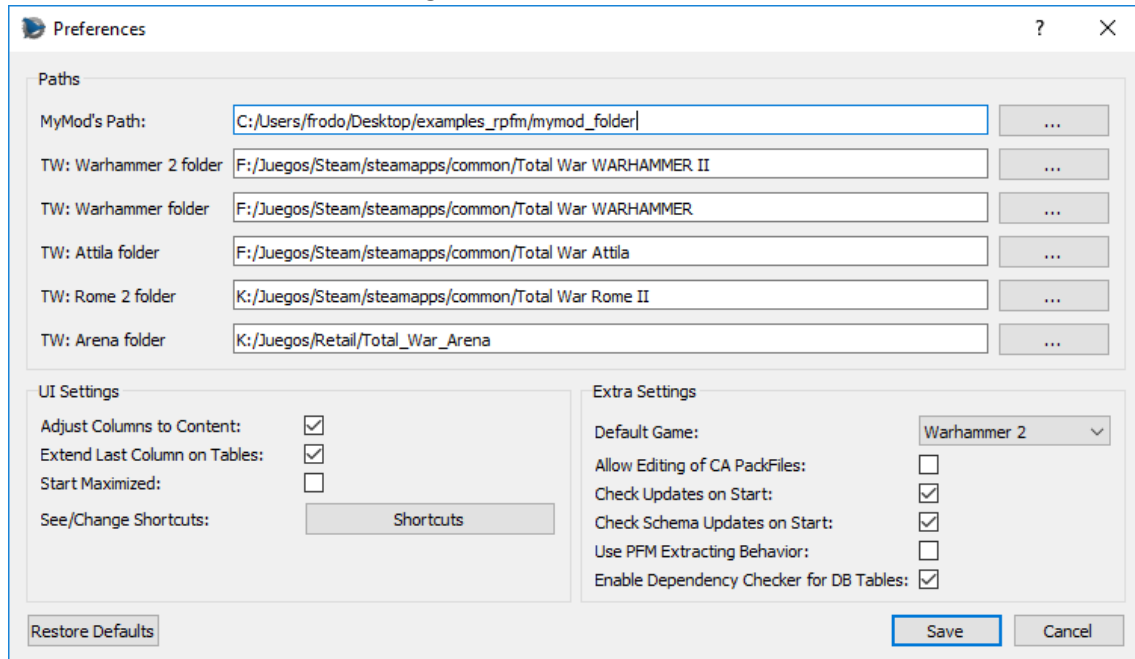 Preferences
?
Paths
MyMod's Path: C:/Users/frodo/Desktop/examples_rpfm/mymod_folder ...
TW: Warhammer 2 folder F:/Juegos/Steam/steamapps/common/Total War WARHAMMER II ...
TW: Warhammer folder F:/Juegos/Steam/steamapps/common/Total War WARHAMMER ...
TW: Attila folder F:/Juegos/Steam/steamapps/common/Total War Attila ...
TW: Rome 2 folder K:/Juegos/Steam/steamapps/common/Total War Rome II ...
TW: Arena folder K:/Juegos/Retail/Total_War_Arena ...
UI Settings
Adjust Columns to Content:
Extend Last Column on Tables:
Start Maximized:
See/Change Shortcuts: Shortcuts
Extra Settings
Default Game: Warhammer 2
Allow Editing of CA PackFiles:
Check Updates on Start:
Check Schema Updates on Start:
Use PFM Extracting Behavior:
Enable Dependency Checker for DB Tables:
Restore Defaults Save Cancel